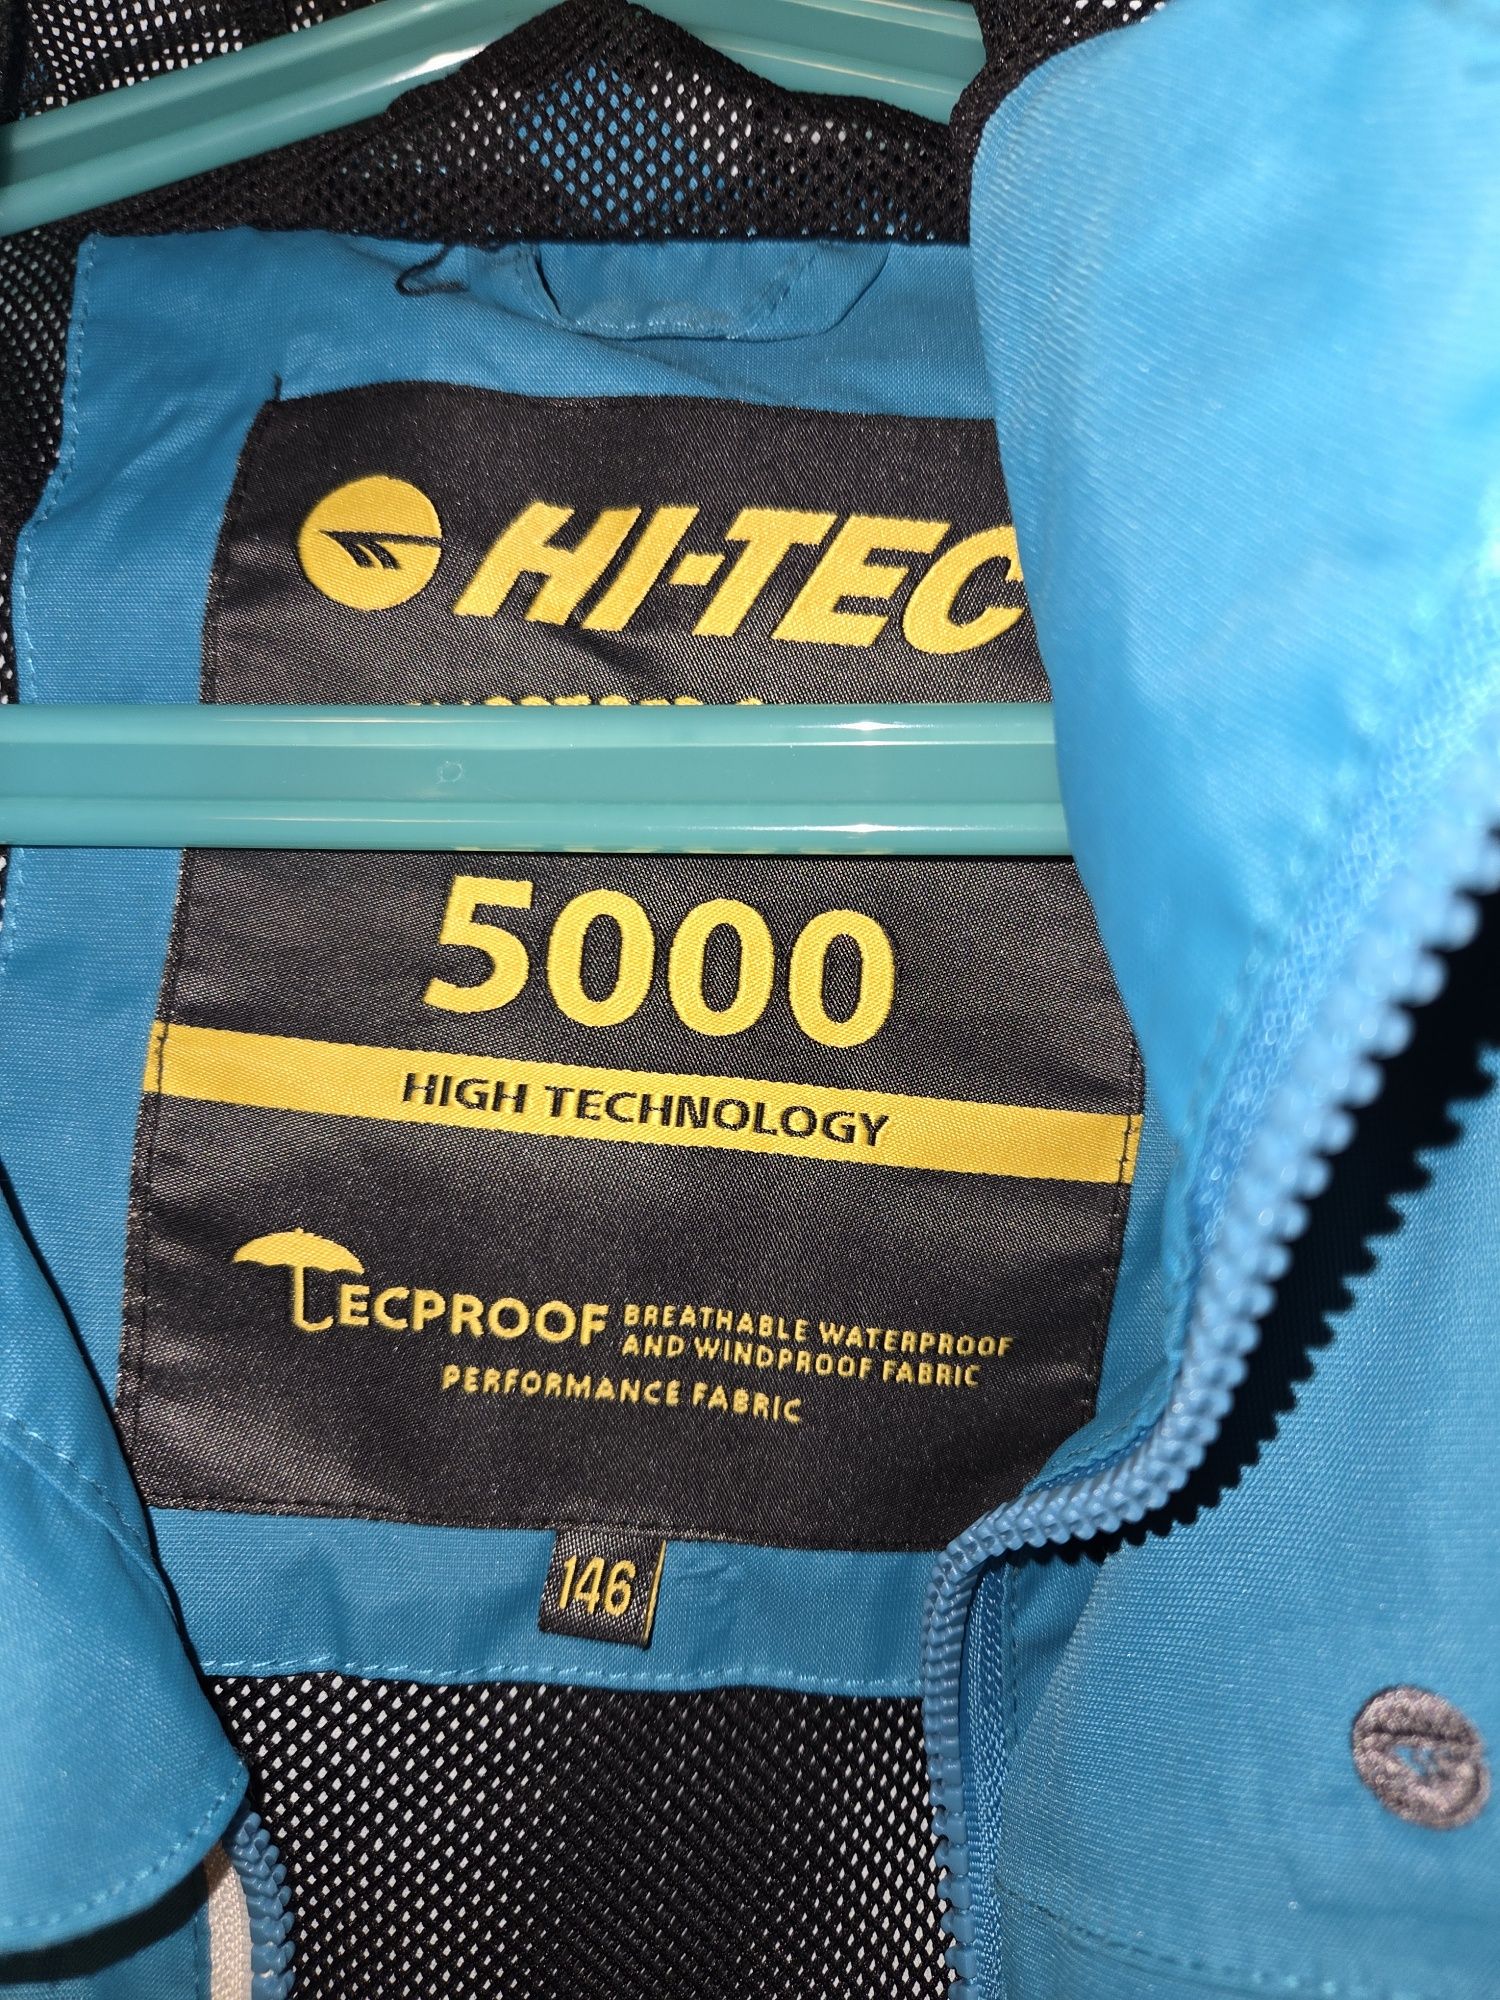 HI-TEC
5000
HIGH TECHNOLOGY
TECPROOF BREATHABLE WATERPROOF
AND WINDPROOF FABRIC
PERFORMANCE FABRIC
146